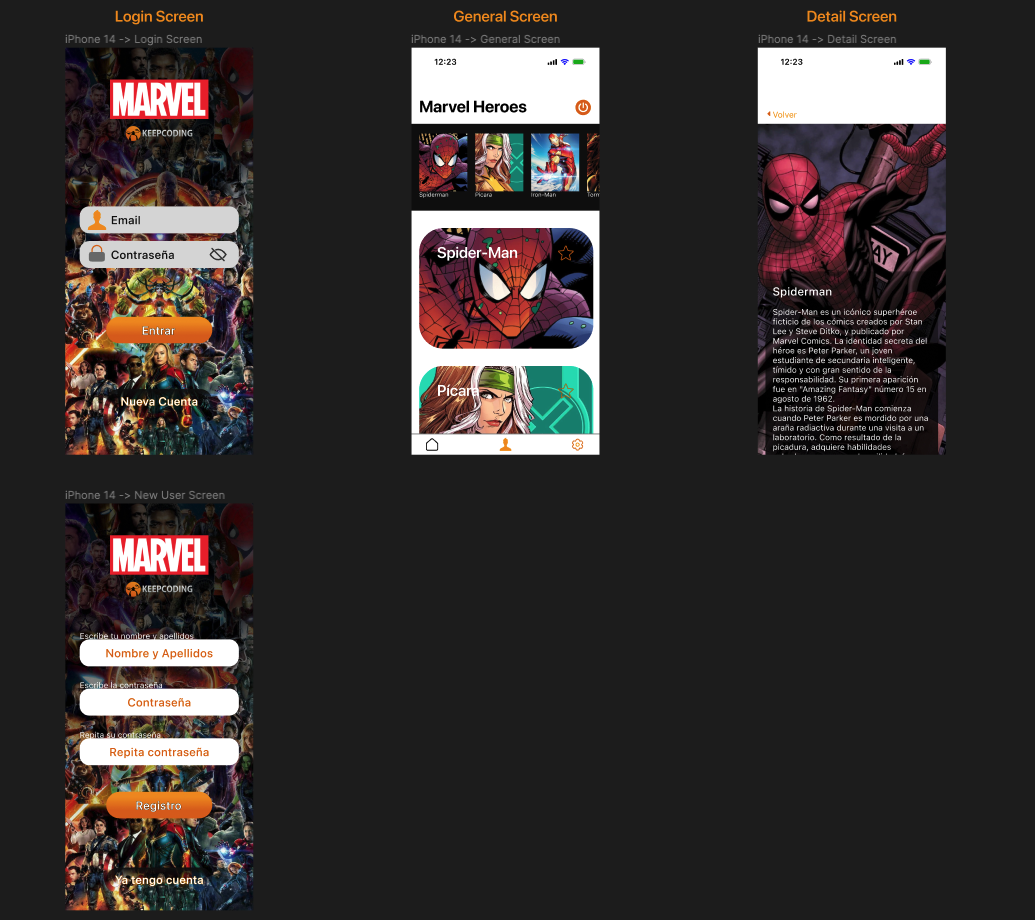 Login Screen
General Screen
Detail Screen
iPhone 14 -> Login Screen
MARVEL
KEEPCODING
Email
Contraseña
Entrar
Nueva Cuenta
iPhone 14 -> General Screen
12:23
Marvel Heroes
Spiderman
Pícara
Iron-Man
Torm
Spider-Man
Pícara
iPhone 14 -> Detail Screen
12:23
Volver
PLAY
Spiderman
Spider-Man es un icónico superhéroe
ficticio de los cómics creados por Stan
Lee y Steve Ditko, y publicado por
Marvel Comics. La identidad secreta del
héroe es Peter Parker, un joven
estudiante de secundaria inteligente,
tímido y con gran sentido de la
responsabilidad. Su primera aparición
fue en "Amazing Fantasy" número 15 en
agosto de 1962.
La historia de Spider-Man comienza
cuando Peter Parker es mordido por una
araña radiactiva durante una visita a un
laboratorio. Como resultado de la
picadura, adquiere habilidades
iPhone 14 -> New User Screen
MARVEL
KEEPCODING
Escribe tu nombre y apellidos
Nombre y Apellidos
Escribe la contraseña
Contraseña
Repita su contraseña
Repita contraseña
Registro
Ya tengo cuenta